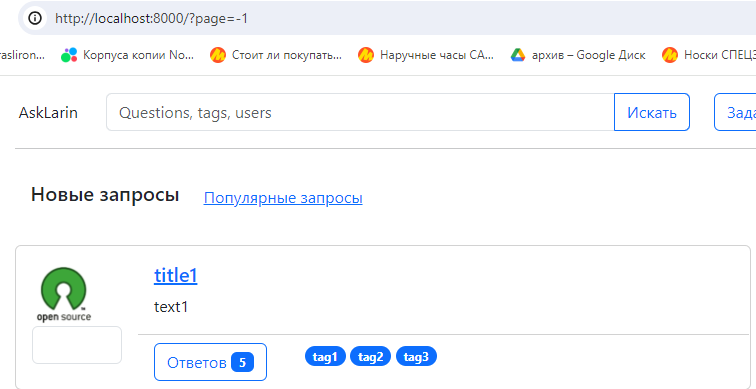 http://localhost:8000/?page=-1
rasliron... Корпуса копии No... Стоит ли покупать... Наручные часы CA... архив – Google Диск Носки СПЕЦЗ
AskLarin Questions, tags, users Искать Зада
Новые запросы Популярные запросы
title1
text1
open source
Ответов 5 tag1 tag2 tag3